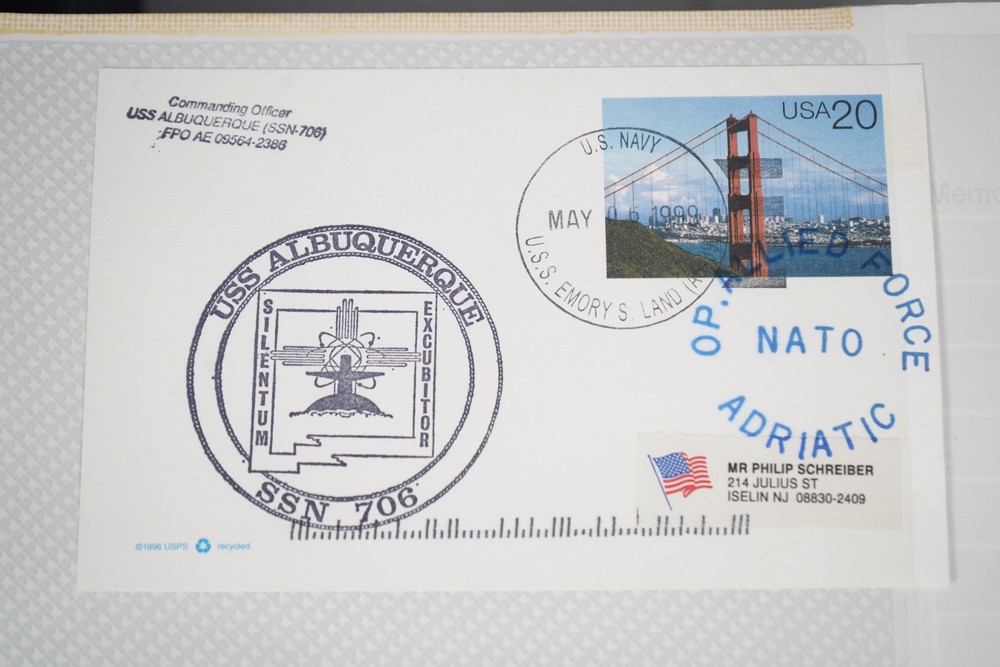 Commanding Officer
USS ALBUQUERQUE (SSN-706)
FPO AE 09564-2386
USA 20
U.S. NAVY
MAY 06 1999
U.S.S. EMORY S. LAND
OP. ALLIED FORCE
NATO
ADRIATIC
USS ALBUQUERQUE
SILENTUM
EXCUBITOR
SSN 706
MR PHILIP SCHREIBER
214 JULIUS ST
ISELIN NJ 08830-2409
©1996 USPS recycled